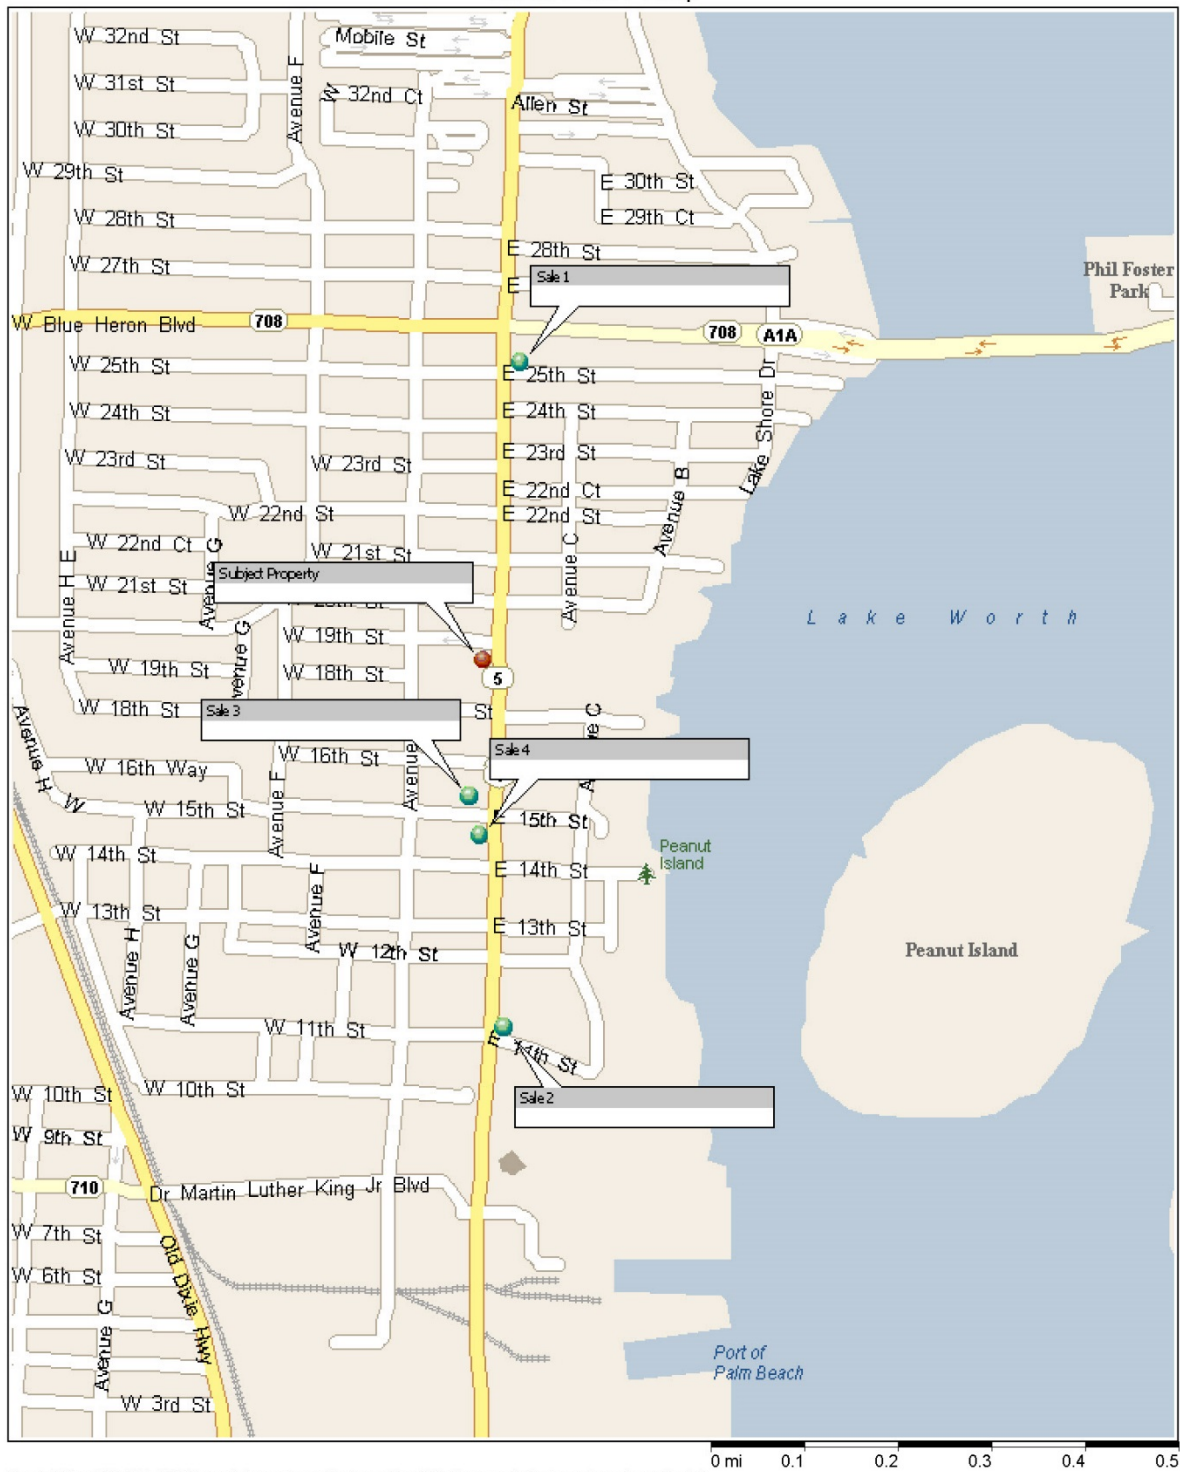 W 32nd St
Mobile St
W 31st St
Avenue F
W 32nd Ct
Allen St
W 30th St
W 29th St
E 30th St
W 28th St
E 29th Ct
E 28th St
W 27th St
Phil Foster
Park
Sale 1
E
W Blue Heron Blvd
708
708
A1A
W 25th St
E 25th St
Lake Shore Dr
W 24th St
E 24th St
W 23rd St
W 23rd St
E 23rd St
E 22nd Ct
Avenue B
W 22nd St
E 22nd St
W 22nd Ct
Avenue G
W 21st St
Avenue C
Avenue H E
W 21st St
Subject Property
Lake Worth
W 19th St
Avenue G
W 19th St
W 18th St
5
W 18th St
Sale 3
St
Avenue H
Sale 4
W 16th St
W 16th Way
Avenue
Avenue F
W
W 15th St
E 15th St
W 14th St
Peanut
Island
E 14th St
Avenue F
W 13th St
E 13th St
Avenue H
Avenue G
W 12th St
Peanut Island
W 11th St
E 11th St
W 10th St
W 10th St
Sale 2
W 9th St
710
Dr Martin Luther King Jr Blvd
W 7th St
Old Dixie Hwy
W 6th St
Avenue G
Port of
Palm Beach
W 3rd St
0 mi 0.1 0.2 0.3 0.4 0.5